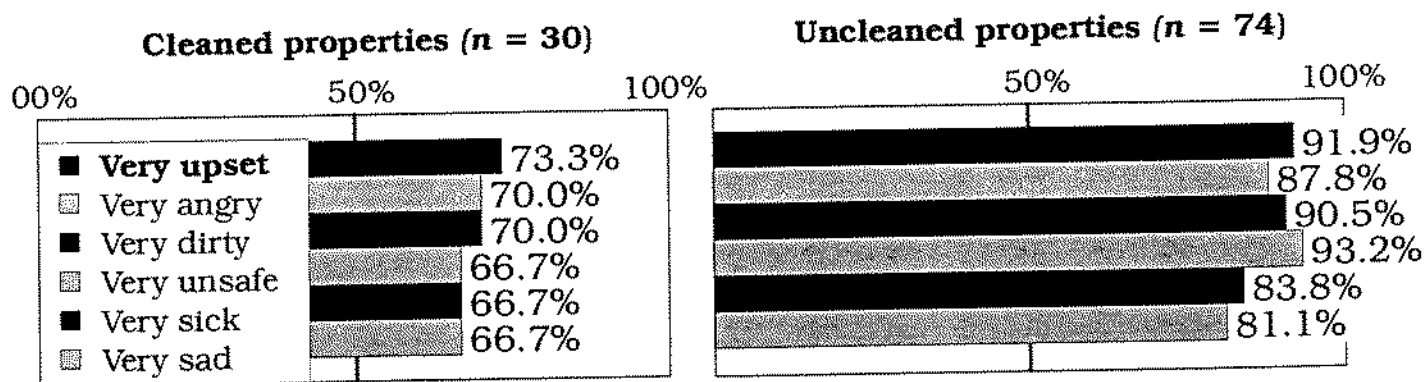 Cleaned properties (n = 30)
00% 50% 100%
Very upset 73.3%
Very angry 70.0%
Very dirty 70.0%
Very unsafe 66.7%
Very sick 66.7%
Very sad 66.7%
Uncleaned properties (n = 74)
50% 100%
91.9%
87.8%
90.5%
93.2%
83.8%
81.1%